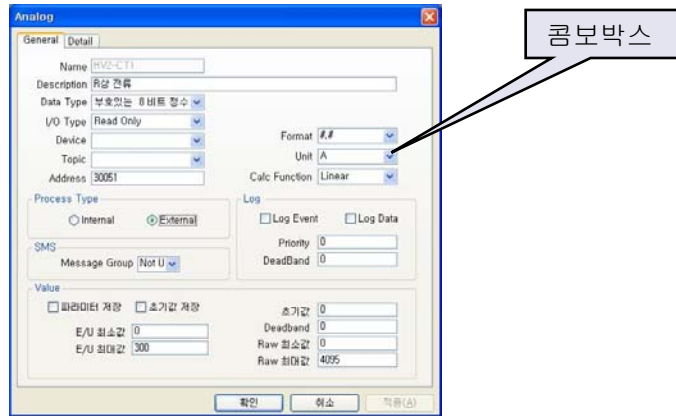 Analog
콤보박스
General Detail
Name HV2-CT1
Description R상 전류
Data Type 부호있는 8비트 정수
I/O Type Read Only
Device
Topic
Address 30051
Format #.#
Unit A
Calc Function Linear
Process Type
Internal External
SMS
Message Group Not U
Log
Log Event Log Data
Priority 0
DeadBand 0
Value
파라미터 저장 초기값 저장
E/U 최소값 0
E/U 최대값 300
초기값 0
Deadband 0
Raw 최소값 0
Raw 최대값 4095
확인 취소 적용(A)